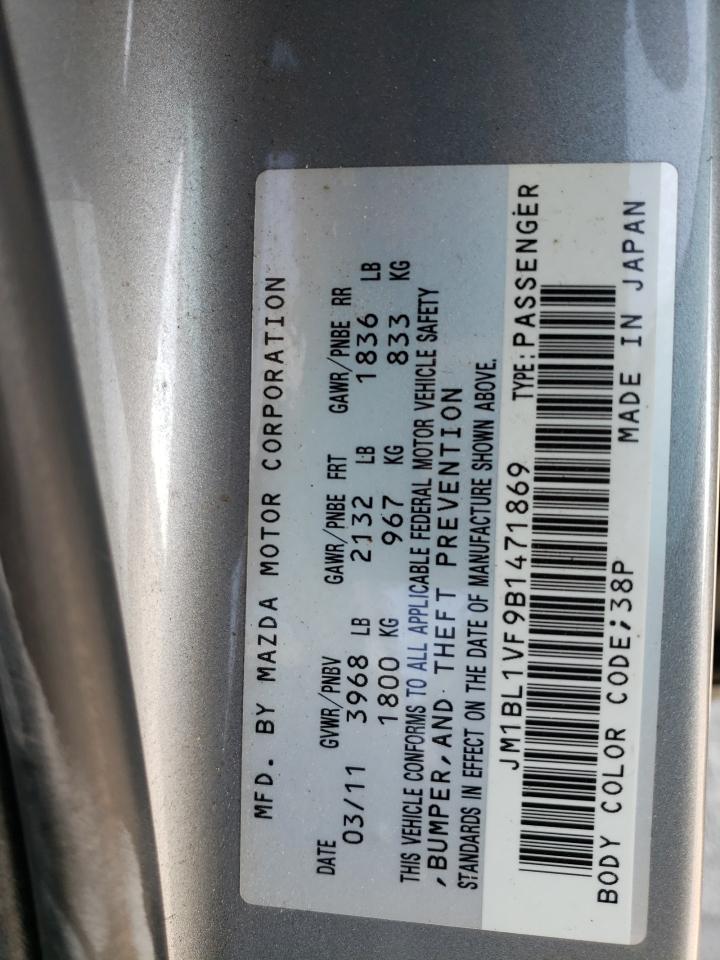 MFD. BY MAZDA MOTOR CORPORATION
DATE GVWR/PNBV GAWR/PNBE FRT GAWR/PNBE RR
03/11 3968 LB 2132 LB 1836 LB
1800 KG 967 KG 833 KG
THIS VEHICLE CONFORMS TO ALL APPLICABLE FEDERAL MOTOR VEHICLE SAFETY
,BUMPER,AND THEFT PREVENTION
STANDARDS IN EFFECT ON THE DATE OF MANUFACTURE SHOWN ABOVE.
JM1BL1VF9B1471869 TYPE:PASSENGER
BODY COLOR CODE;38P MADE IN JAPAN